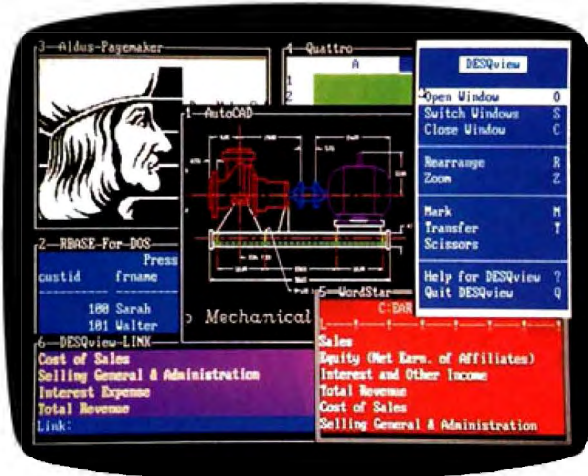 3-Aldus-Pagemaker
4-Quattro
A
1
2
DESQview
Open Window O
Switch Windows S
Close Window C
Rearrange R
Zoom Z
Mark M
Transfer T
Scissors
Help for DESQview ?
Quit DESQview Q
1-AutoCAD
Mechanical
2-RBASE-For-DOS
Press
custid frname
100 Sarah
101 Walter
5-WordStar
C:EAR
L
Sales
Equity (Net Earn. of Affiliates)
Interest and Other Income
Total Revenue
Cost of Sales
Selling General & Administration
6-DESQview-LINK
Cost of Sales
Selling General & Administration
Interest Expense
Total Revenue
Link: